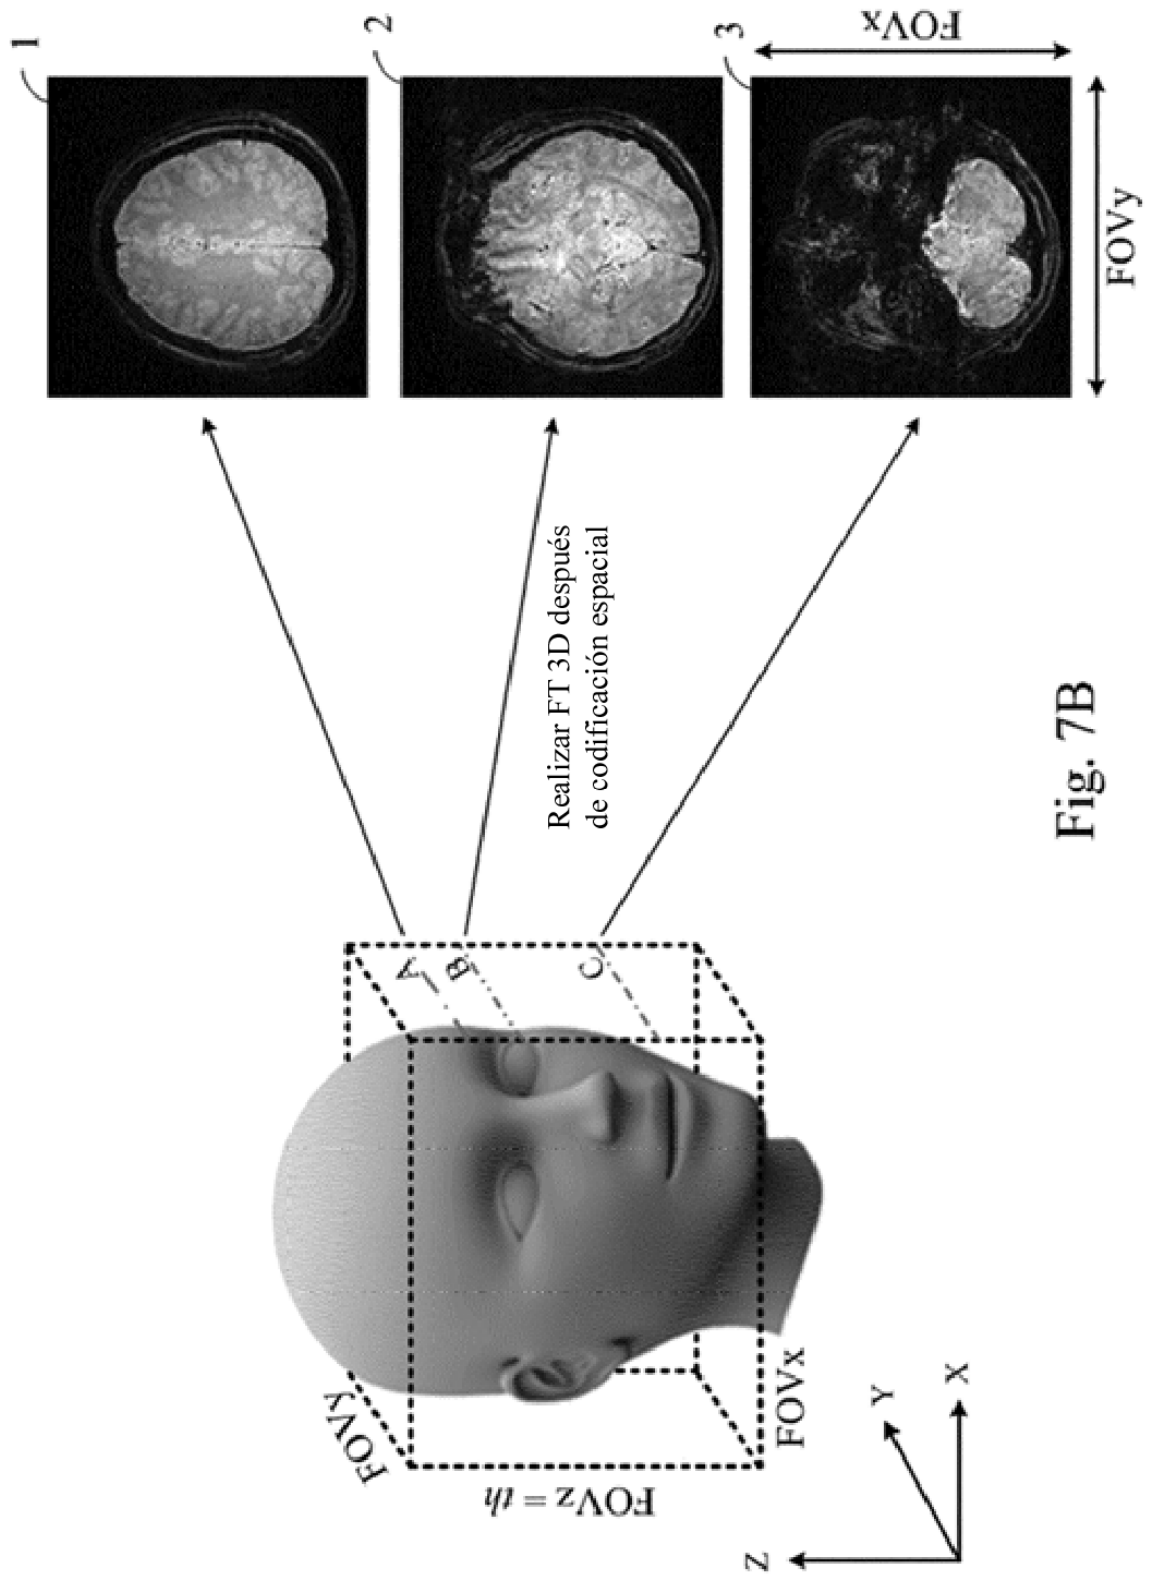 1
2
3
FOVx
FOVy
Realizar FT 3D después
de codificación espacial
A
B
C
FOVy
FOVz = th
FOVx
Z
Y
X
Fig. 7B